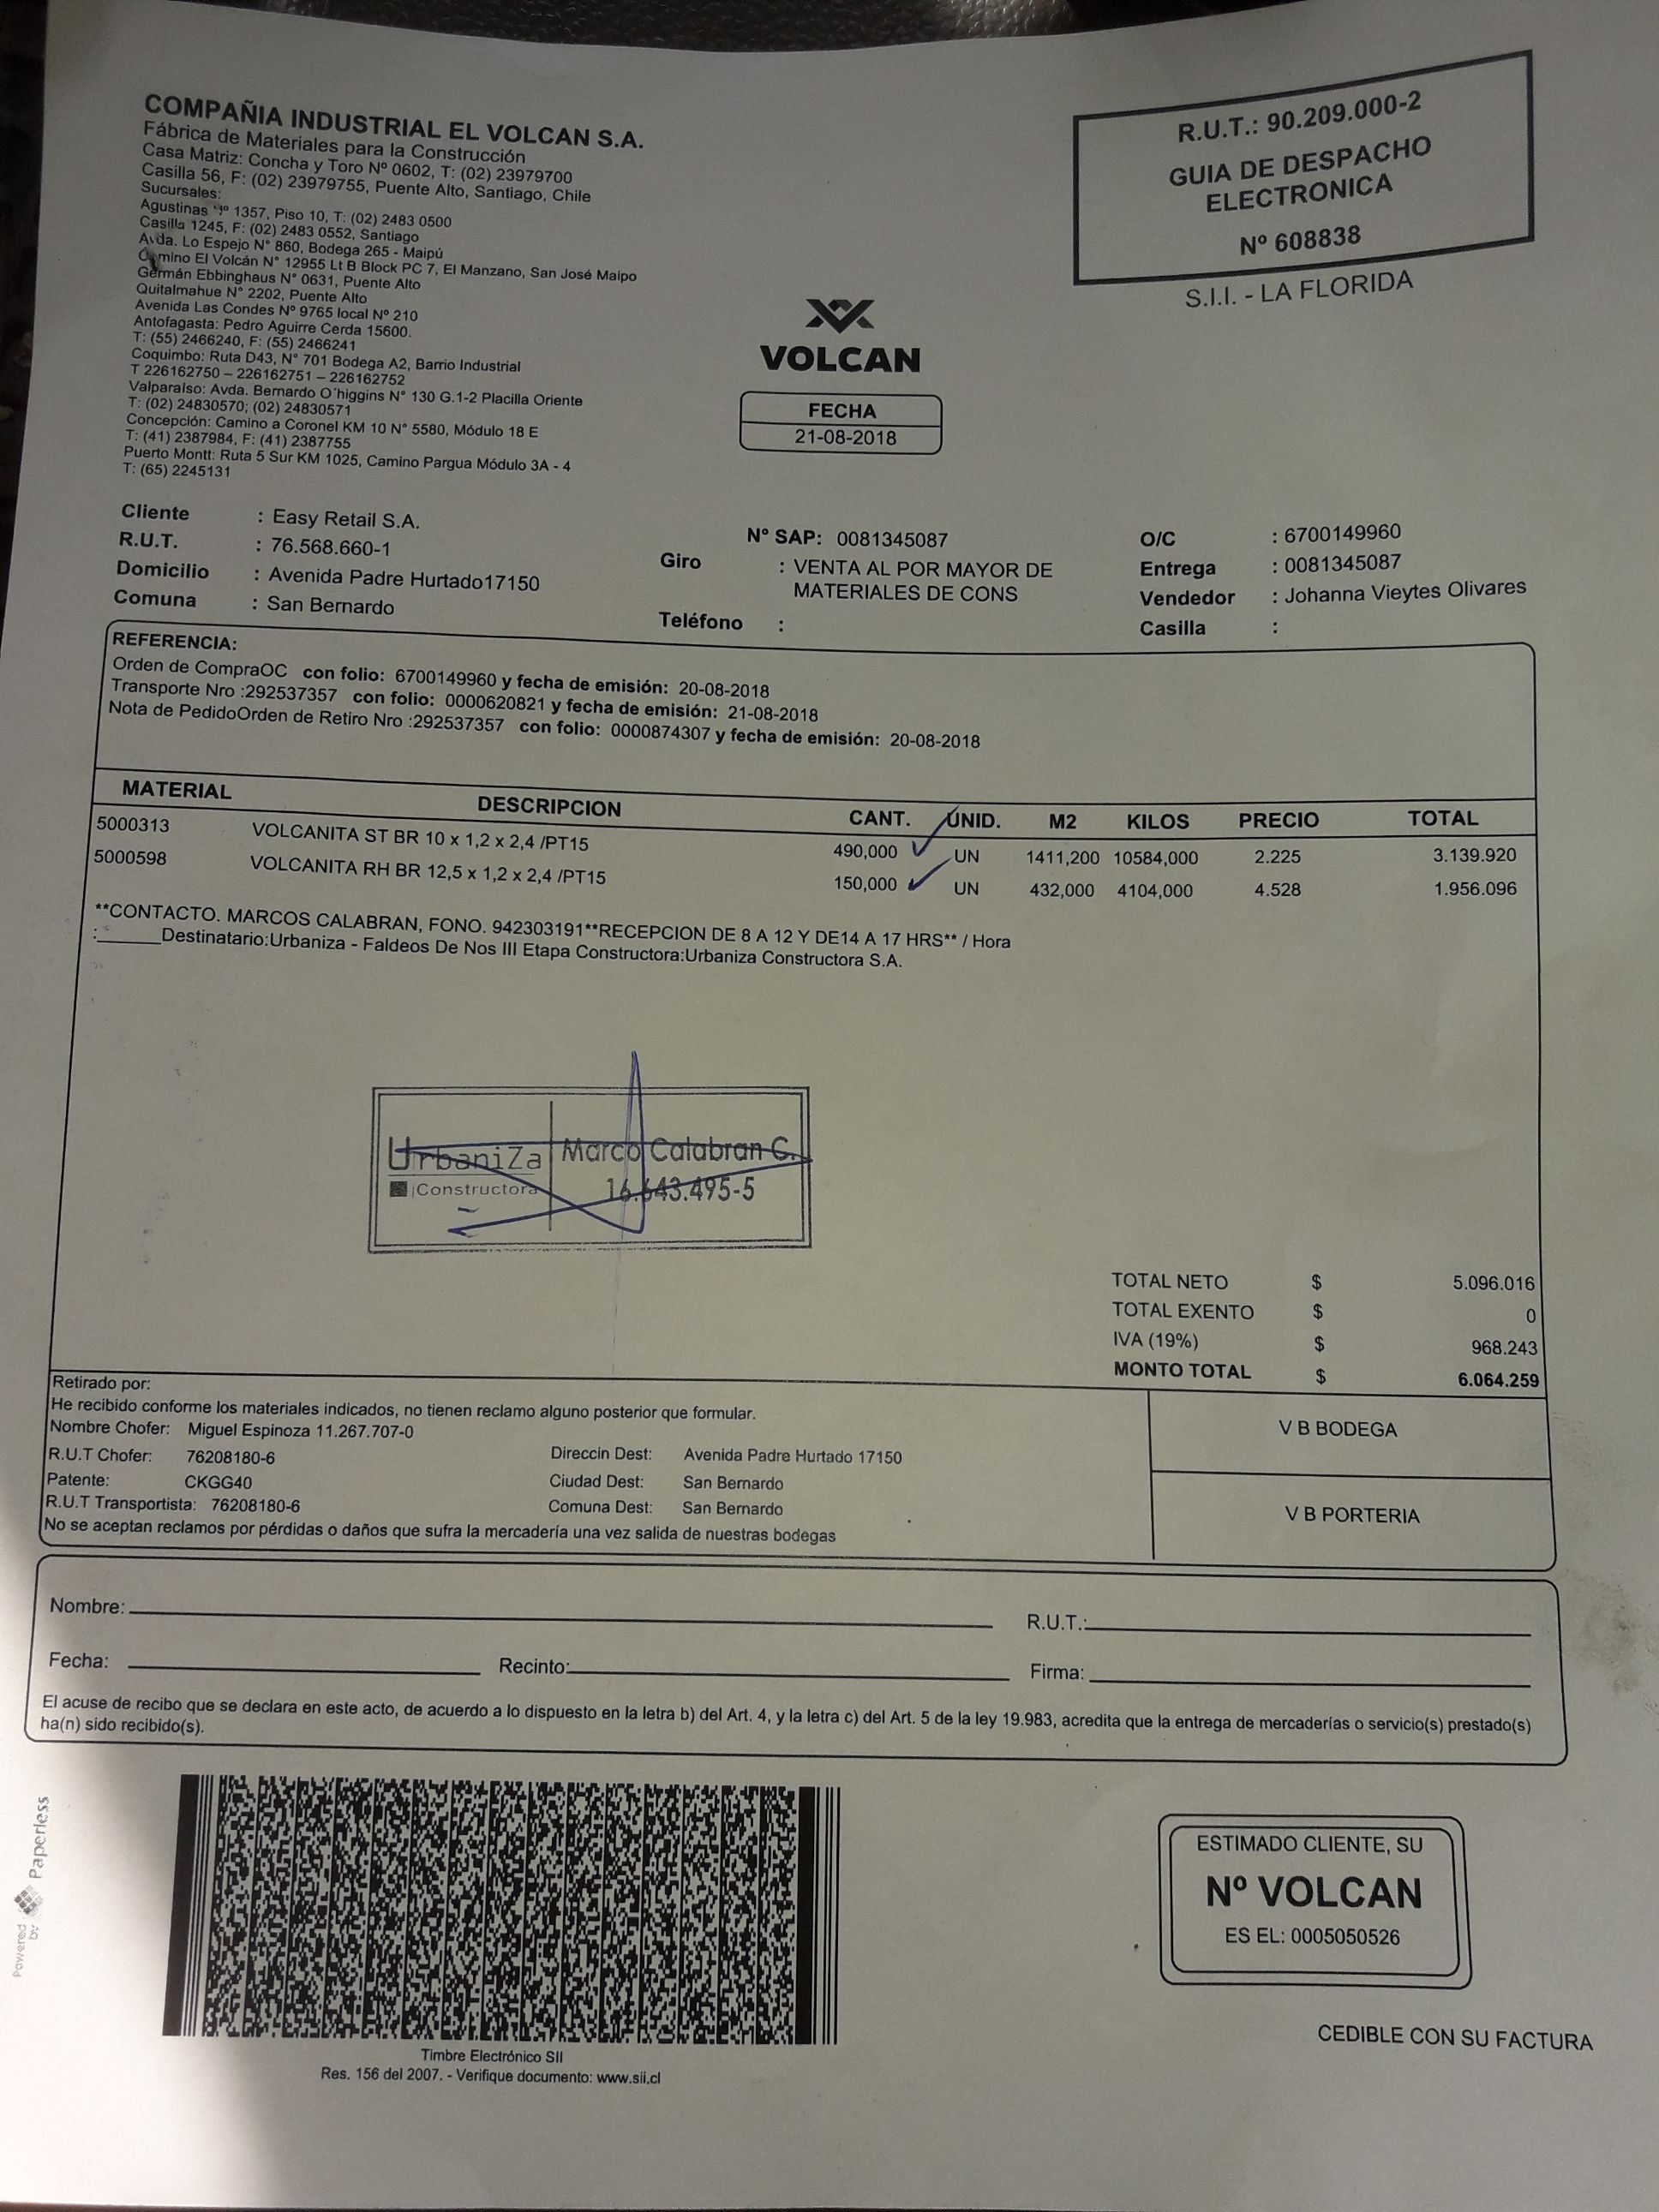 COMPAÑIA INDUSTRIAL EL VOLCAN S.A.
Fábrica de Materiales para la Construcción
Casa Matriz: Concha y Toro Nº 0602, T: (02) 23979700
Casilla 56, F: (02) 23979755, Puente Alto, Santiago, Chile
Sucursales:
Agustinas Nº 1357, Piso 10, T: (02) 2483 0500
Casilla 1245, F: (02) 2483 0552, Santiago
Avda. Lo Espejo N° 860, Bodega 265 - Maipú
Camino El Volcán N° 12955 Lt B Block PC 7, El Manzano, San José Maipo
Germán Ebbinghaus N° 0631, Puente Alto
Quitalmahue N° 2202, Puente Alto
Avenida Las Condes Nº 9765 local Nº 210
Antofagasta: Pedro Aguirre Cerda 15600.
T: (55) 2466240, F: (55) 2466241
Coquimbo: Ruta D43, N° 701 Bodega A2, Barrio Industrial
T 226162750 – 226162751 – 226162752
Valparaíso: Avda. Bernardo O´higgins N° 130 G.1-2 Placilla Oriente
T: (02) 24830570; (02) 24830571
Concepción: Camino a Coronel KM 10 N° 5580, Módulo 18 E
T: (41) 2387984, F: (41) 2387755
Puerto Montt: Ruta 5 Sur KM 1025, Camino Pargua Módulo 3A - 4
T: (65) 2245131
R.U.T.: 90.209.000-2
GUIA DE DESPACHO
ELECTRONICA
Nº 608838
S.I.I. - LA FLORIDA
VOLCAN
FECHA
21-08-2018
Cliente : Easy Retail S.A.
R.U.T. : 76.568.660-1
Domicilio : Avenida Padre Hurtado17150
Comuna : San Bernardo
Nº SAP: 0081345087
Giro : VENTA AL POR MAYOR DE
MATERIALES DE CONS
Teléfono :
O/C : 6700149960
Entrega : 0081345087
Vendedor : Johanna Vieytes Olivares
Casilla :
REFERENCIA:
Orden de CompraOC con folio: 6700149960 y fecha de emisión: 20-08-2018
Transporte Nro :292537357 con folio: 0000620821 y fecha de emisión: 21-08-2018
Nota de PedidoOrden de Retiro Nro :292537357 con folio: 0000874307 y fecha de emisión: 20-08-2018
MATERIAL DESCRIPCION CANT. UNID. M2 KILOS PRECIO TOTAL
5000313 VOLCANITA ST BR 10 x 1,2 x 2,4 /PT15 490,000 UN 1411,200 10584,000 2.225 3.139.920
5000598 VOLCANITA RH BR 12,5 x 1,2 x 2,4 /PT15 150,000 UN 432,000 4104,000 4.528 1.956.096
**CONTACTO. MARCOS CALABRAN, FONO. 942303191**RECEPCION DE 8 A 12 Y DE14 A 17 HRS** / Hora
:______Destinatario:Urbaniza - Faldeos De Nos III Etapa Constructora:Urbaniza Constructora S.A.
UrbaniZa
Constructora
Marco Calabran C.
16.643.495-5
TOTAL NETO $ 5.096.016
TOTAL EXENTO $ 0
IVA (19%) $ 968.243
MONTO TOTAL $ 6.064.259
Retirado por:
He recibido conforme los materiales indicados, no tienen reclamo alguno posterior que formular.
Nombre Chofer: Miguel Espinoza 11.267.707-0
R.U.T Chofer: 76208180-6 Direccin Dest: Avenida Padre Hurtado 17150
Patente: CKGG40 Ciudad Dest: San Bernardo
R.U.T Transportista: 76208180-6 Comuna Dest: San Bernardo
No se aceptan reclamos por pérdidas o daños que sufra la mercadería una vez salida de nuestras bodegas
V B BODEGA
V B PORTERIA
Nombre: R.U.T.:
Fecha: Recinto: Firma:
El acuse de recibo que se declara en este acto, de acuerdo a lo dispuesto en la letra b) del Art. 4, y la letra c) del Art. 5 de la ley 19.983, acredita que la entrega de mercaderías o servicio(s) prestado(s)
ha(n) sido recibido(s).
Powered by Paperless
Timbre Electrónico SII
Res. 156 del 2007. - Verifique documento: www.sii.cl
ESTIMADO CLIENTE, SU
Nº VOLCAN
ES EL: 0005050526
CEDIBLE CON SU FACTURA